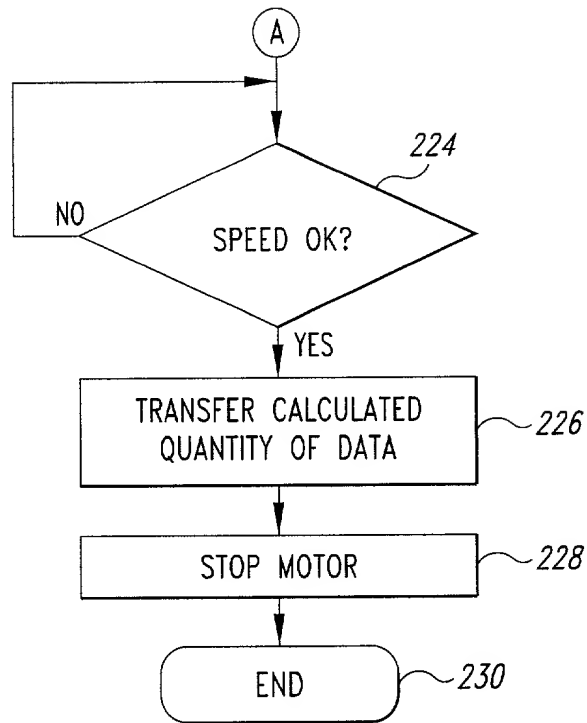 A
224
NO
SPEED OK?
YES
TRANSFER CALCULATED
QUANTITY OF DATA
226
STOP MOTOR
228
END
230